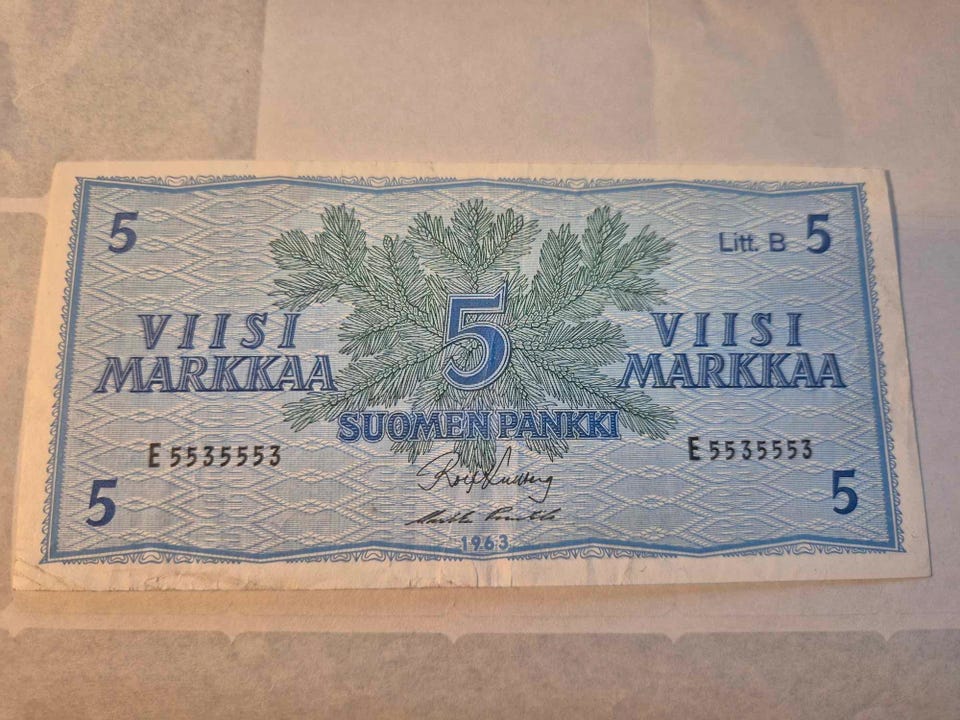 5
Litt. B 5
VIISI MARKKAA
5
VIISI MARKKAA
SUOMEN PANKKI
E 5535553
E 5535553
5
5
1963